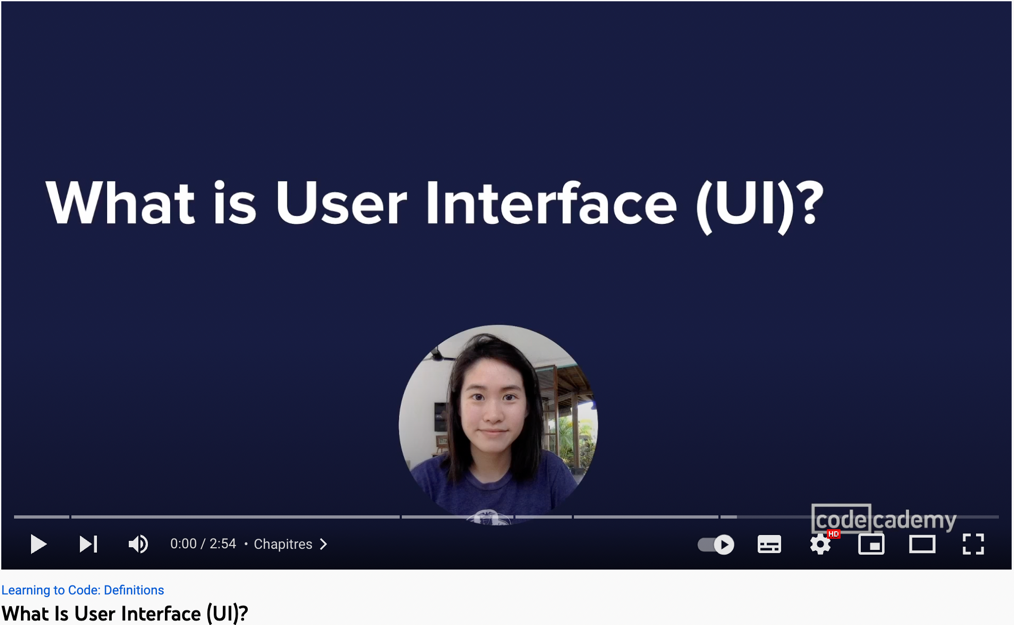 What is User Interface (UI)?
codecademy
0:00 / 2:54 • Chapitres
HD
Learning to Code: Definitions
What Is User Interface (UI)?